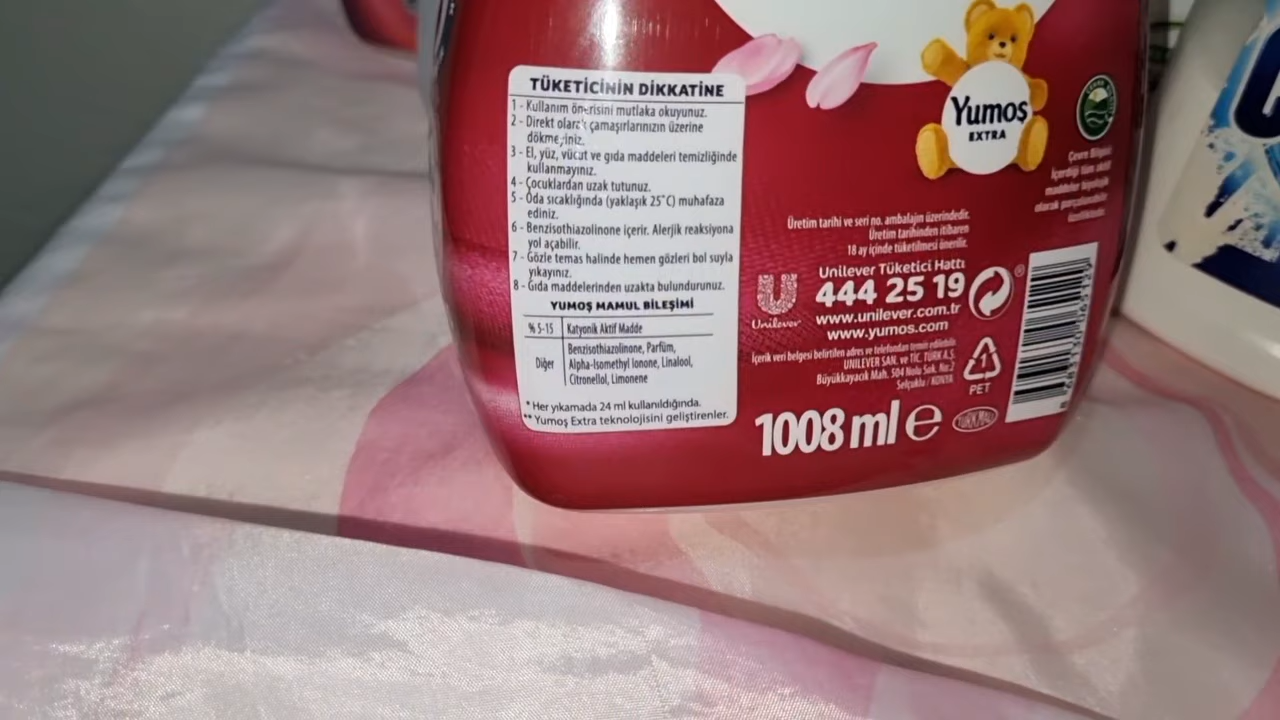 TÜKETİCİNİN DİKKATİNE
1 - Kullanım önerisini mutlaka okuyunuz.
2 - Direkt olarak çamaşırlarınızın üzerine
dökmeyiniz.
3 - El, yüz, vücut ve gıda maddeleri temizliğinde
kullanmayınız.
4 - Çocuklardan uzak tutunuz.
5 - Oda sıcaklığında (yaklaşık 25°C) muhafaza
ediniz.
6 - Benzisothiazolinone içerir. Alerjik reaksiyona
yol açabilir.
7 - Gözle temas halinde hemen gözleri bol suyla
yıkayınız.
8 - Gıda maddelerinden uzakta bulundurunuz.
YUMOŞ MAMUL BİLEŞİMİ
% 5-15 Katyonik Aktif Madde
Diğer Benzisothiazolinone, Parfüm,
Alpha-Isomethyl Ionone, Linalool,
Citronellol, Limonene
* Her yıkamada 24 ml kullanıldığında.
** Yumoş Extra teknolojisini geliştirenler.
Yumoş
EXTRA
Çevre Bilgisi:
İçerdiği tüm aktif
maddeler biyolojik
olarak parçalanabilir
özelliktedir.
Üretim tarihi ve seri no. ambalajın üzerindedir.
Üretim tarihinden itibaren
18 ay içinde tüketilmesi önerilir.
Unilever
Unilever Tüketici Hattı
444 25 19
www.unilever.com.tr
www.yumos.com
İçerik veri belgesi belirtilen adres ve telefondan temin edilebilir.
UNILEVER SAN. ve TİC. TÜRK A.Ş.
Büyükkayacık Mah. 504 Nolu Sok. No:2
Selçuklu / KONYA
1
PET
1008 ml e
TÜRK MALI